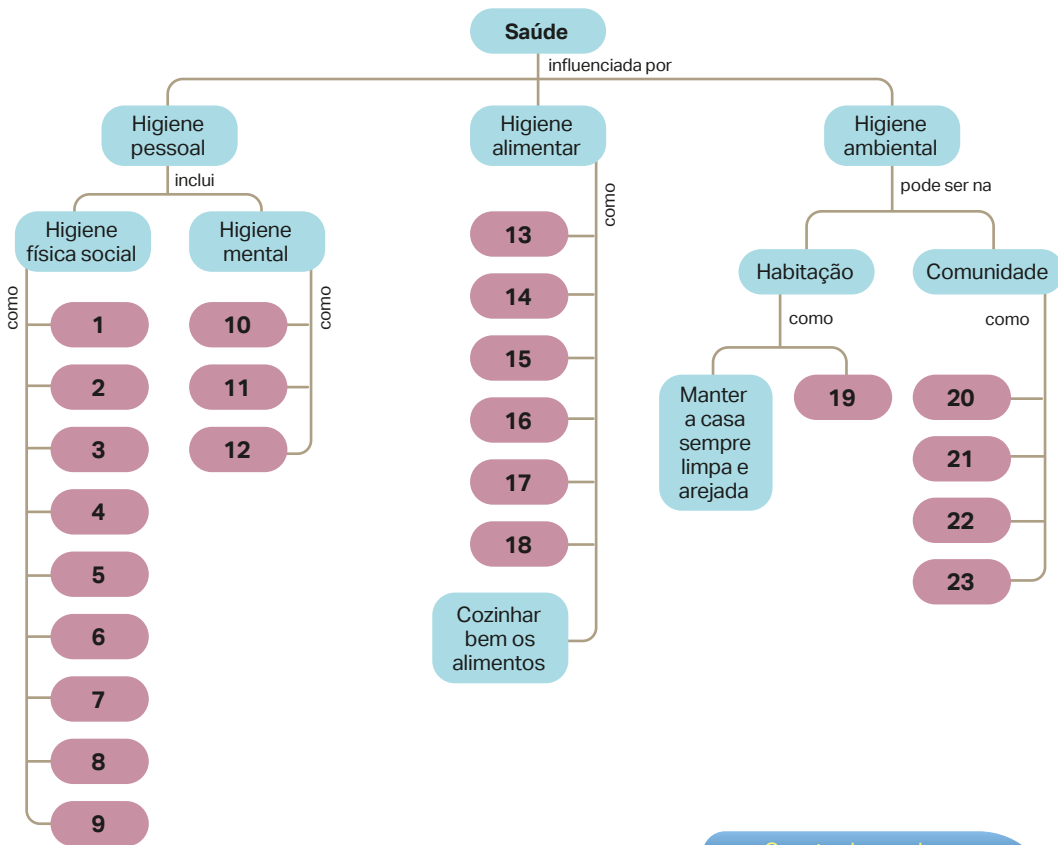 Saúde
influenciada por
Higiene
pessoal
Higiene
alimentar
Higiene
ambiental
inclui
como
pode ser na
Higiene
física social
Higiene
mental
Habitação
Comunidade
como
como
como
como
1
2
3
4
5
6
7
8
9
10
11
12
13
14
15
16
17
18
Cozinhar
bem os
alimentos
Manter
a casa
sempre
limpa e
arejada
19
20
21
22
23